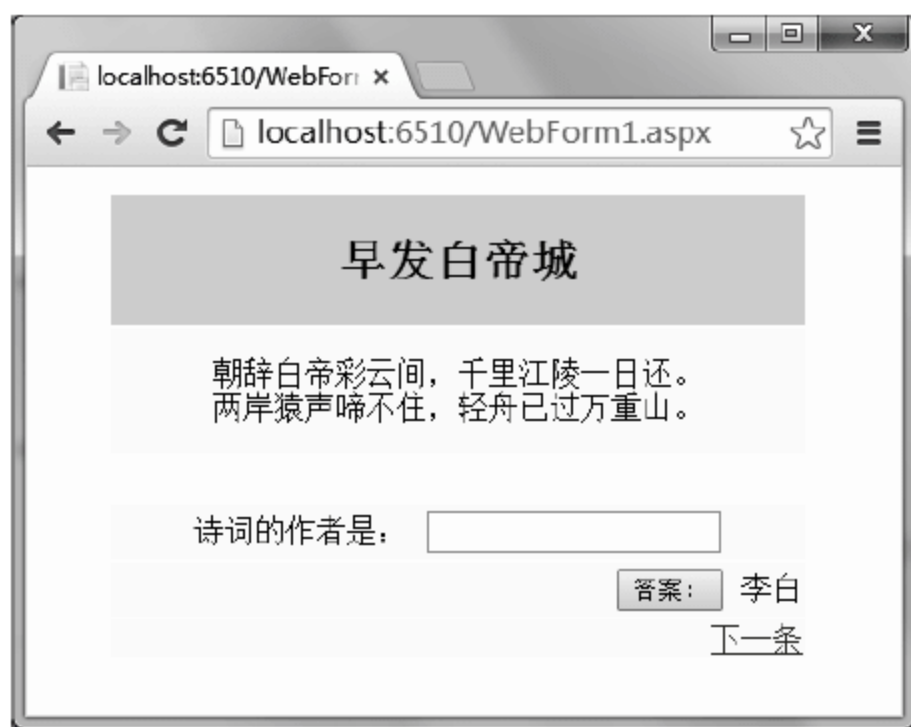 localhost:6510/WebForr
localhost:6510/WebForm1.aspx
早发白帝城
朝辞白帝彩云间，千里江陵一日还。
两岸猿声啼不住，轻舟已过万重山。
诗词的作者是：
答案： 李白
下一条